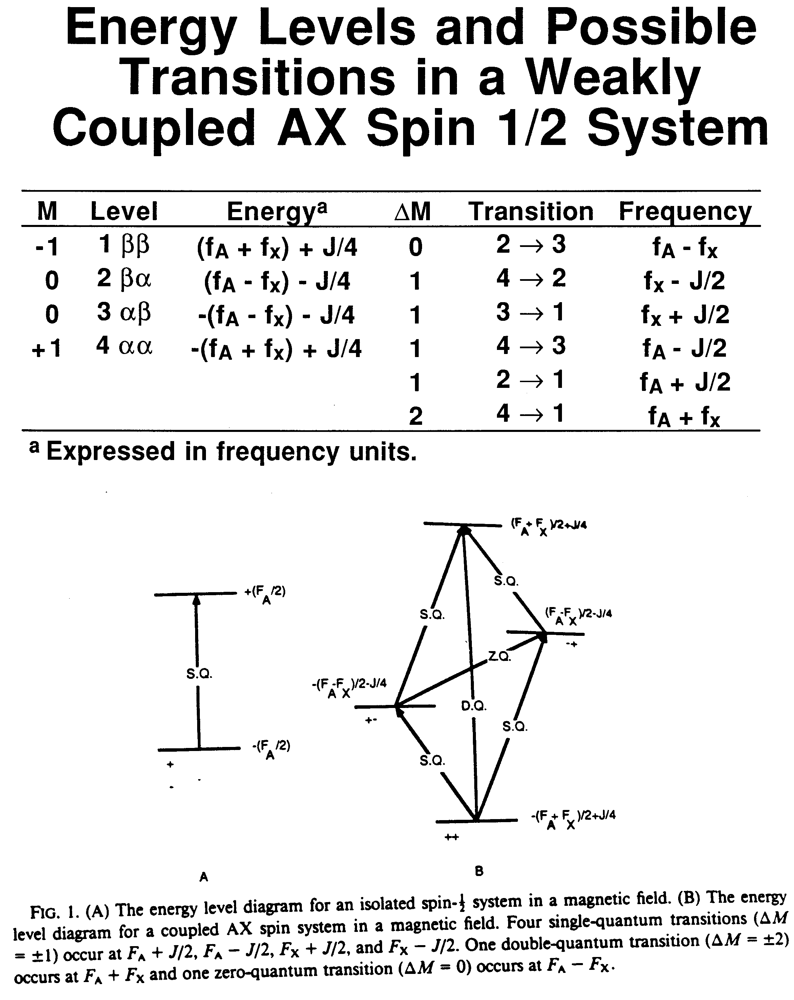 Energy Levels and Possible
Transitions in a Weakly
Coupled AX Spin 1/2 System
M Level Energyᵃ ΔM Transition Frequency
-1 1 ββ (fA + fx) + J/4 0 2 → 3 fA - fx
0 2 βα (fA - fx) - J/4 1 4 → 2 fx - J/2
0 3 αβ -(fA - fx) - J/4 1 3 → 1 fx + J/2
+1 4 αα -(fA + fx) + J/4 1 4 → 3 fA - J/2
1 2 → 1 fA + J/2
2 4 → 1 fA + fx
ᵃ Expressed in frequency units.
(FA+ FX)/2+J/4
S.Q.
+(FA/2)
S.Q.
(FA-FX)/2-J/4
-+
Z.Q.
S.Q.
-(FA-FX)/2-J/4
D.Q.
+-
S.Q.
-(FA/2)
S.Q.
+
-
-(FA+ FX)/2+J/4
++
A
B
FIG. 1. (A) The energy level diagram for an isolated spin-½ system in a magnetic field. (B) The energy
level diagram for a coupled AX spin system in a magnetic field. Four single-quantum transitions (ΔM
= ±1) occur at FA + J/2, FA − J/2, FX + J/2, and FX − J/2. One double-quantum transition (ΔM = ±2)
occurs at FA + FX and one zero-quantum transition (ΔM = 0) occurs at FA − FX.